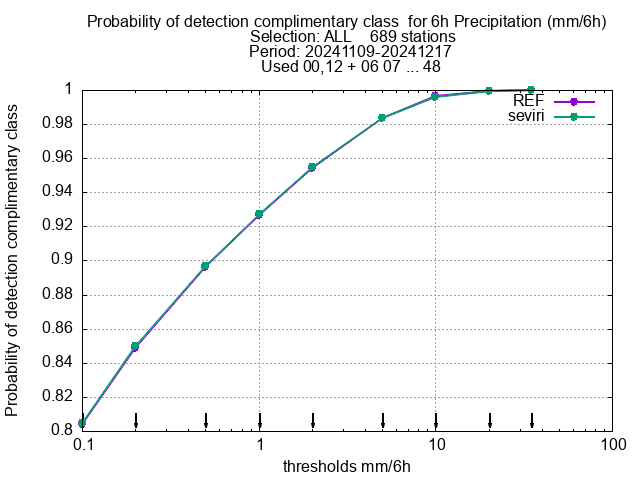 Probability of detection complimentary class  for 6h Precipitation (mm/6h)
Selection: ALL    689 stations
Period: 20241109-20241217
Used 00,12 + 06 07 ... 48
REF
seviri
Probability of detection complimentary class
1
0.98
0.96
0.94
0.92
0.9
0.88
0.86
0.84
0.82
0.8
0.1
1
10
100
thresholds mm/6h